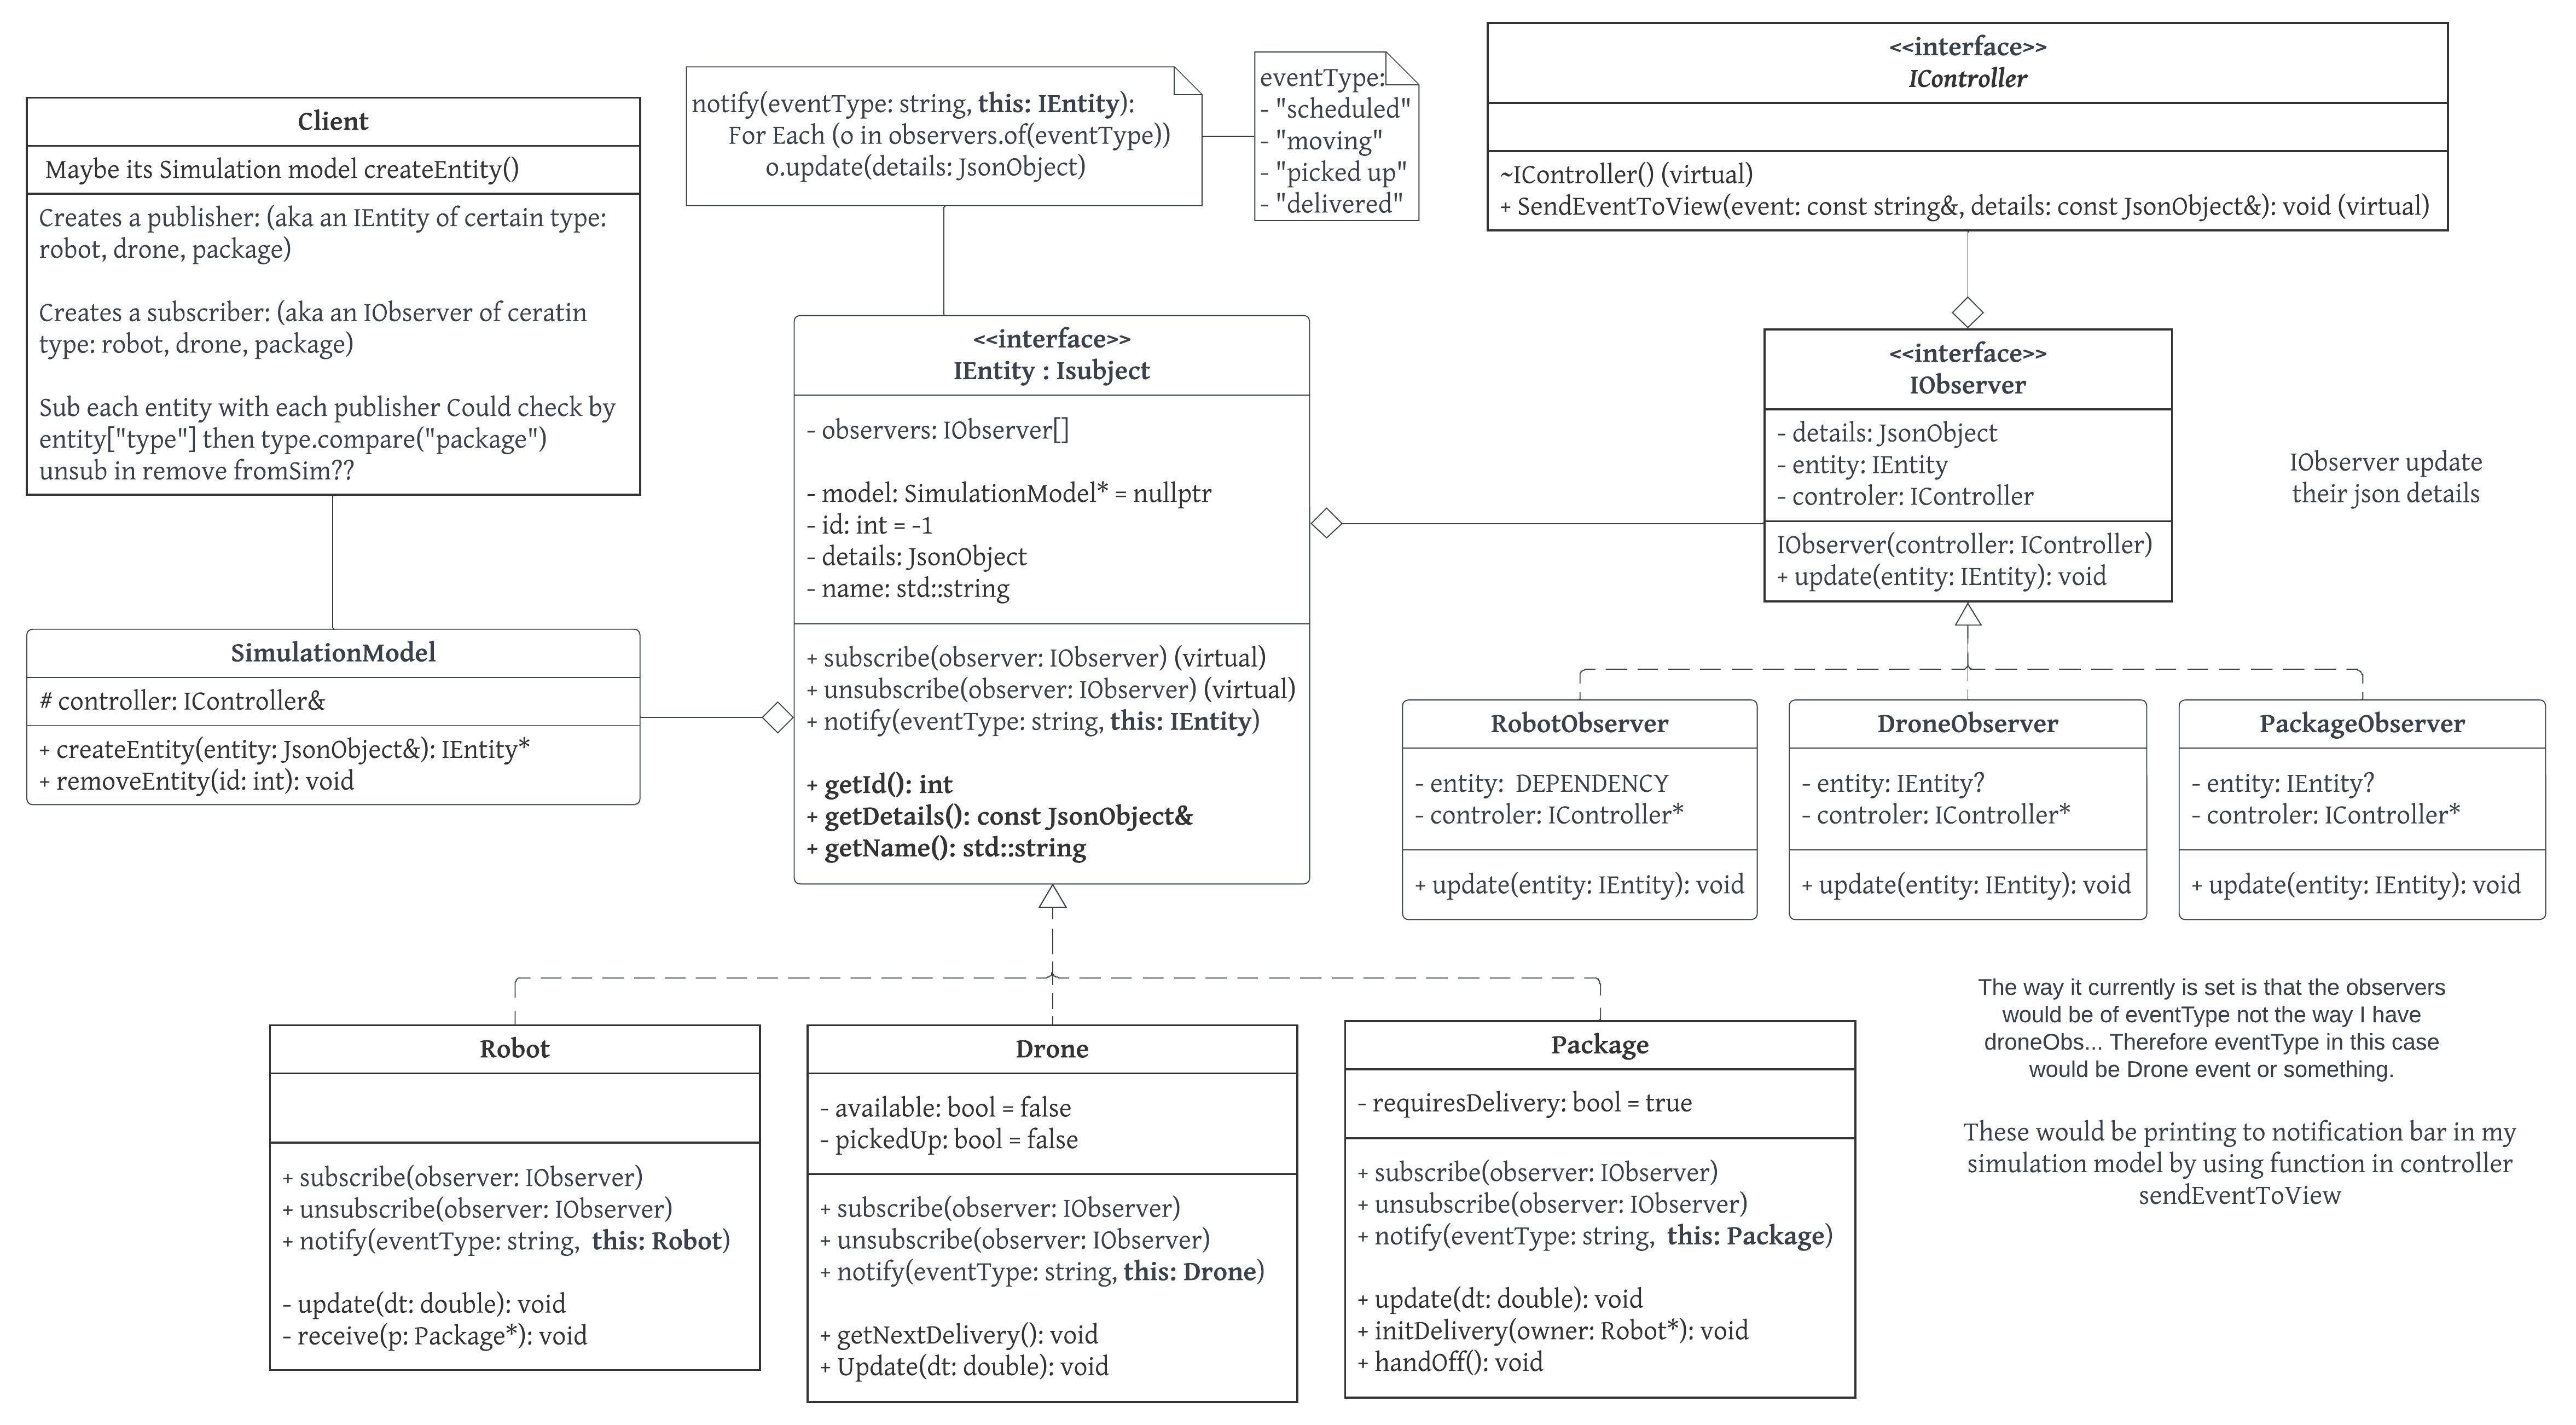 Client
Maybe its Simulation model createEntity()
Creates a publisher: (aka an IEntity of certain type:
robot, drone, package)
Creates a subscriber: (aka an IObserver of ceratin
type: robot, drone, package)
Sub each entity with each publisher Could check by
entity["type"] then type.compare("package")
unsub in remove fromSim??
notify(eventType: string, this: IEntity):
For Each (o in observers.of(eventType))
o.update(details: JsonObject)
eventType:
- "scheduled"
- "moving"
- "picked up"
- "delivered"
<<interface>>
IController
~IController() (virtual)
+ SendEventToView(event: const string&, details: const JsonObject&): void (virtual)
SimulationModel
# controller: IController&
+ createEntity(entity: JsonObject&): IEntity*
+ removeEntity(id: int): void
<<interface>>
IEntity : Isubject
- observers: IObserver[]
- model: SimulationModel* = nullptr
- id: int = -1
- details: JsonObject
- name: std::string
+ subscribe(observer: IObserver) (virtual)
+ unsubscribe(observer: IObserver) (virtual)
+ notify(eventType: string, this: IEntity)
+ getId(): int
+ getDetails(): const JsonObject&
+ getName(): std::string
<<interface>>
IObserver
- details: JsonObject
- entity: IEntity
- controler: IController
IObserver(controller: IController)
+ update(entity: IEntity): void
IObserver update
their json details
RobotObserver
- entity:  DEPENDENCY
- controler: IController*
+ update(entity: IEntity): void
DroneObserver
- entity: IEntity?
- controler: IController*
+ update(entity: IEntity): void
PackageObserver
- entity: IEntity?
- controler: IController*
+ update(entity: IEntity): void
Robot
+ subscribe(observer: IObserver)
+ unsubscribe(observer: IObserver)
+ notify(eventType: string,  this: Robot)
- update(dt: double): void
- receive(p: Package*): void
Drone
- available: bool = false
- pickedUp: bool = false
+ subscribe(observer: IObserver)
+ unsubscribe(observer: IObserver)
+ notify(eventType: string, this: Drone)
+ getNextDelivery(): void
+ Update(dt: double): void
Package
- requiresDelivery: bool = true
+ subscribe(observer: IObserver)
+ unsubscribe(observer: IObserver)
+ notify(eventType: string,  this: Package)
+ update(dt: double): void
+ initDelivery(owner: Robot*): void
+ handOff(): void
The way it currently is set is that the observers
would be of eventType not the way I have
droneObs... Therefore eventType in this case
would be Drone event or something.
These would be printing to notification bar in my
simulation model by using function in controller
sendEventToView